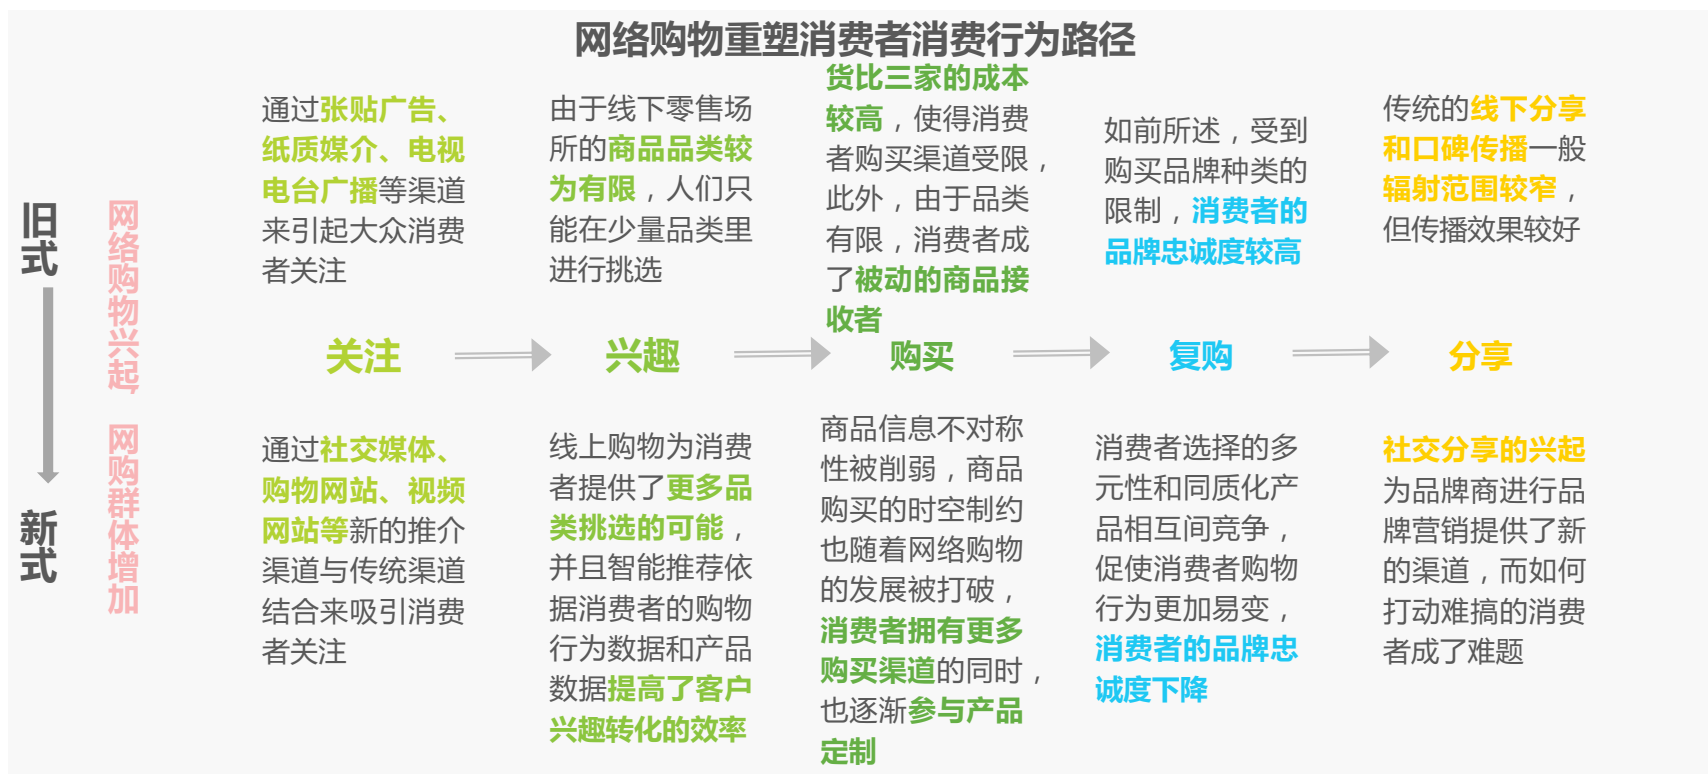 网络购物重塑消费者消费行为路径
旧式
新式
网络购物兴起，网购群体增加
通过张贴广告、
纸质媒介、电视
电台广播等渠道
来引起大众消费
者关注
由于线下零售场
所的商品品类较
为有限，人们只
能在少量品类里
进行挑选
货比三家的成本
较高，使得消费
者购买渠道受限，
此外，由于品类
有限，消费者成
了被动的商品接
收者
如前所述，受到
购买品牌种类的
限制，消费者的
品牌忠诚度较高
传统的线下分享
和口碑传播一般
辐射范围较窄，
但传播效果较好
关注
兴趣
购买
复购
分享
通过社交媒体、
购物网站、视频
网站等新的推介
渠道与传统渠道
结合来吸引消费
者关注
线上购物为消费
者提供了更多品
类挑选的可能，
并且智能推荐依
据消费者的购物
行为数据和产品
数据提高了客户
兴趣转化的效率
商品信息不对称
性被削弱，商品
购买的时空制约
也随着网络购物
的发展被打破，
消费者拥有更多
购买渠道的同时，
也逐渐参与产品
定制
消费者选择的多
元性和同质化产
品相互间竞争，
促使消费者购物
行为更加易变，
消费者的品牌忠
诚度下降
社交分享的兴起
为品牌商进行品
牌营销提供了新
的渠道，而如何
打动难搞的消费
者成了难题